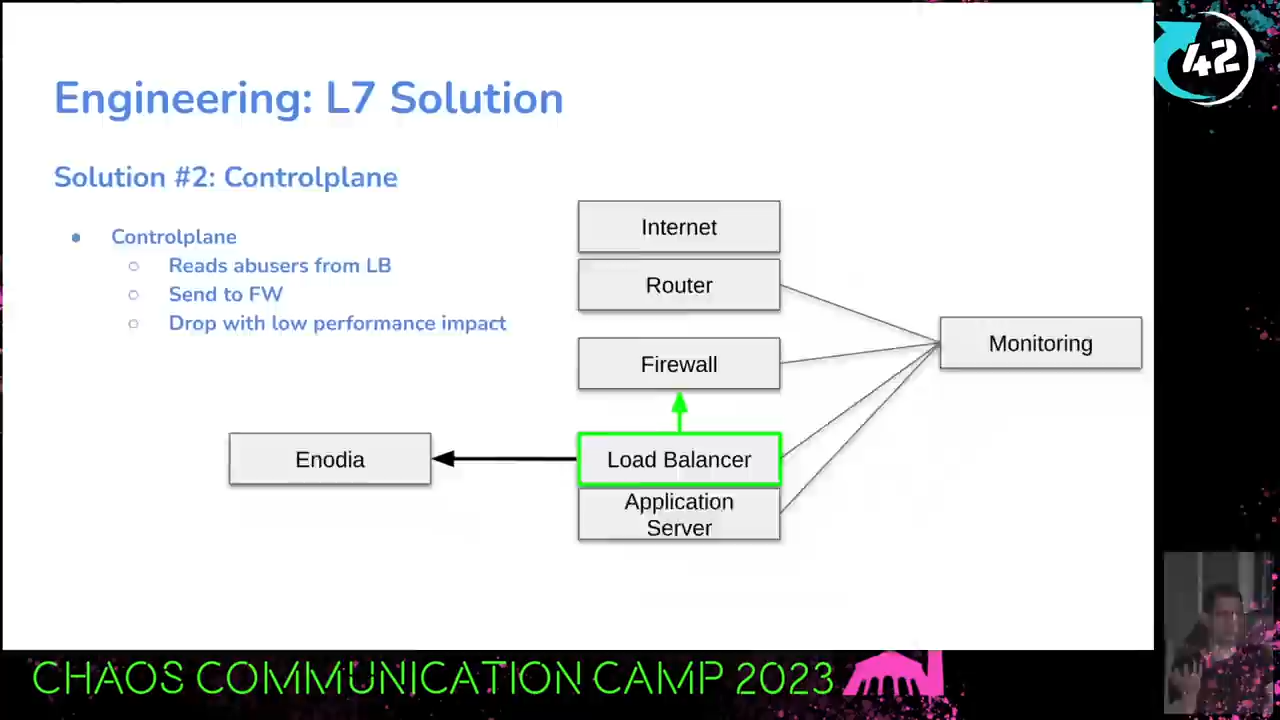 42
Engineering: L7 Solution
Solution #2: Controlplane
Controlplane
Reads abusers from LB
Send to FW
Drop with low performance impact
Internet
Router
Firewall
Monitoring
Enodia
Load Balancer
Application
Server
CHAOS COMMUNICATION CAMP 2023